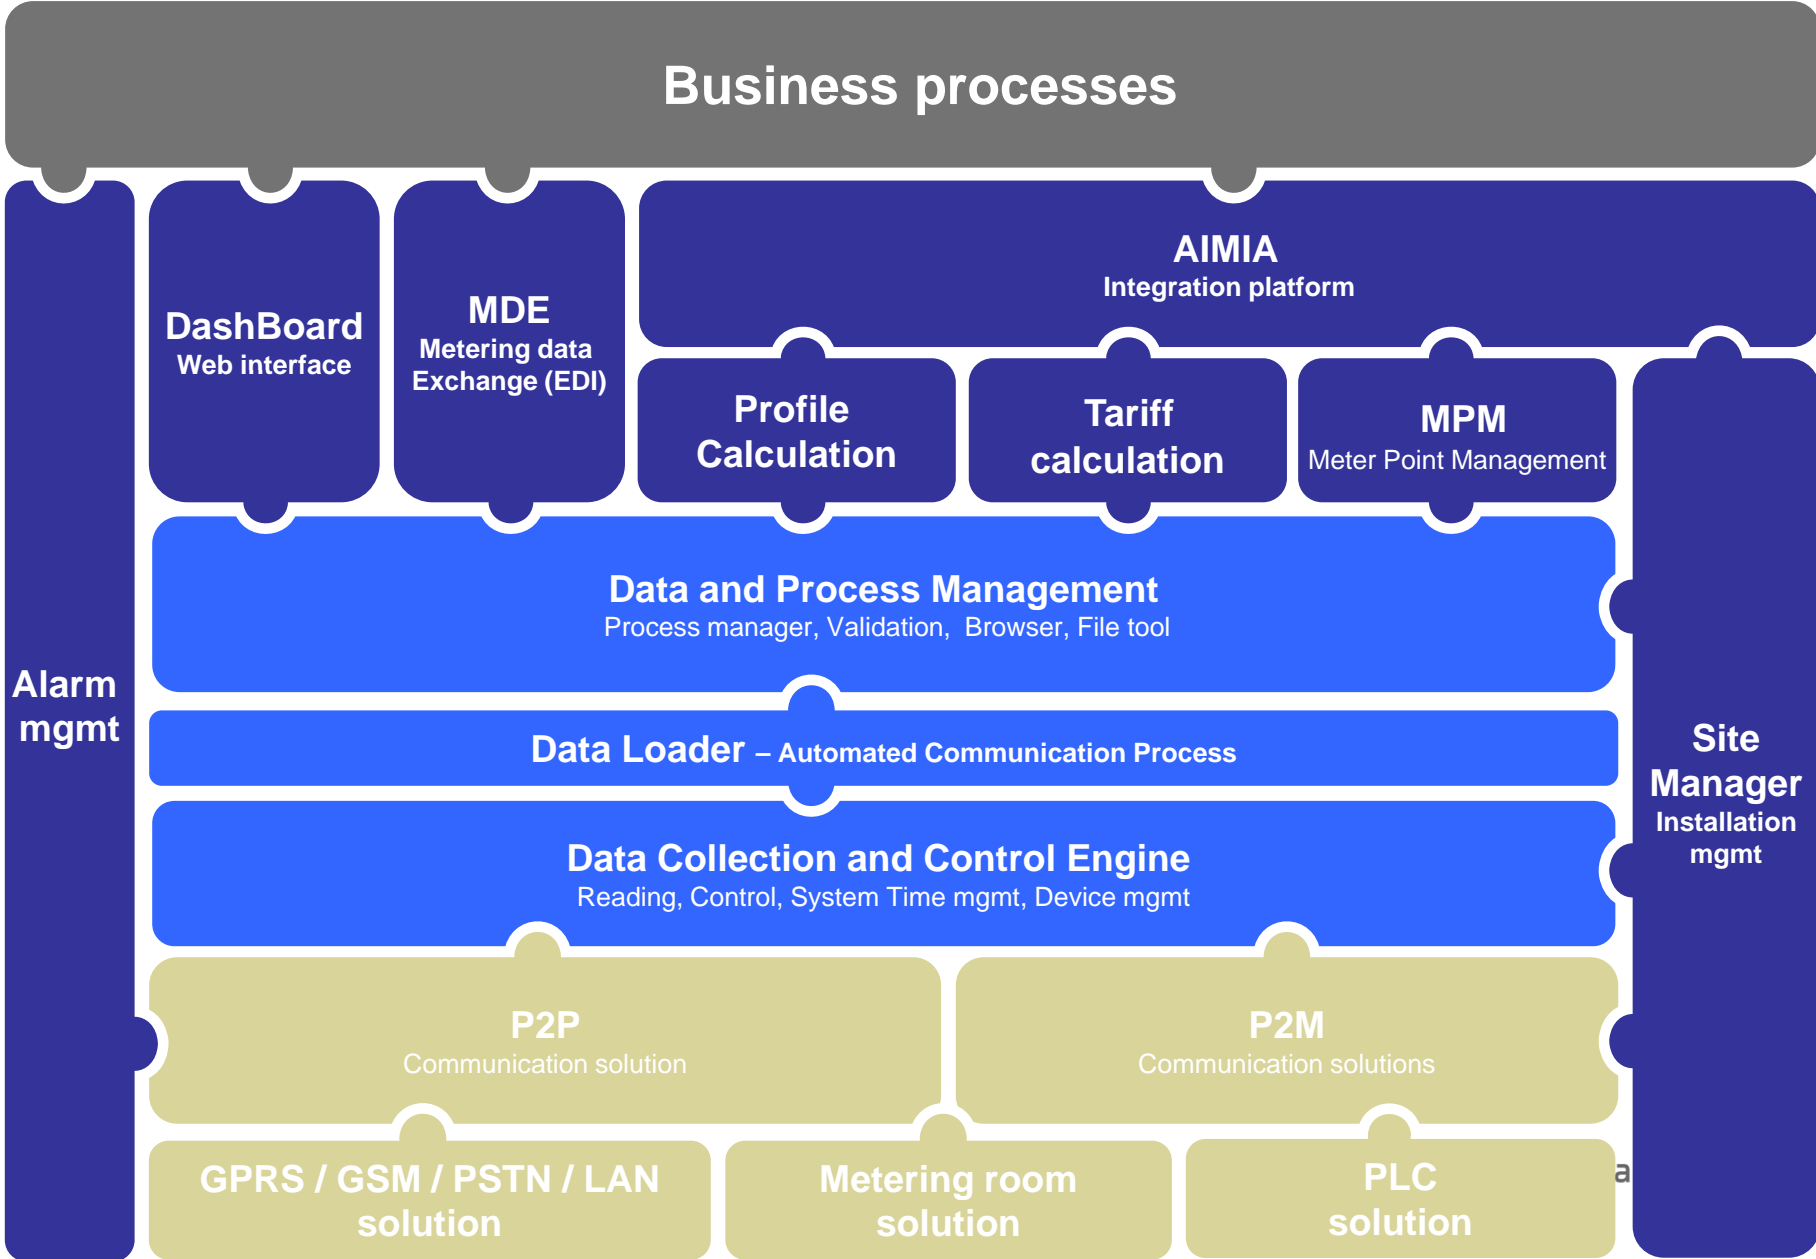 Business processes
AIMIA
Integration platform
DashBoard
Web interface
MDE
Metering data
Exchange (EDI)
Profile
Calculation
Tariff
calculation
MPM
Meter Point Management
Data and Process Management
Process manager, Validation, Browser, File tool
Alarm
mgmt
Data Loader – Automated Communication Process
Site
Manager
Installation
mgmt
Data Collection and Control Engine
Reading, Control, System Time mgmt, Device mgmt
P2P
Communication solution
P2M
Communication solutions
GPRS / GSM / PSTN / LAN
solution
Metering room
solution
PLC
solution